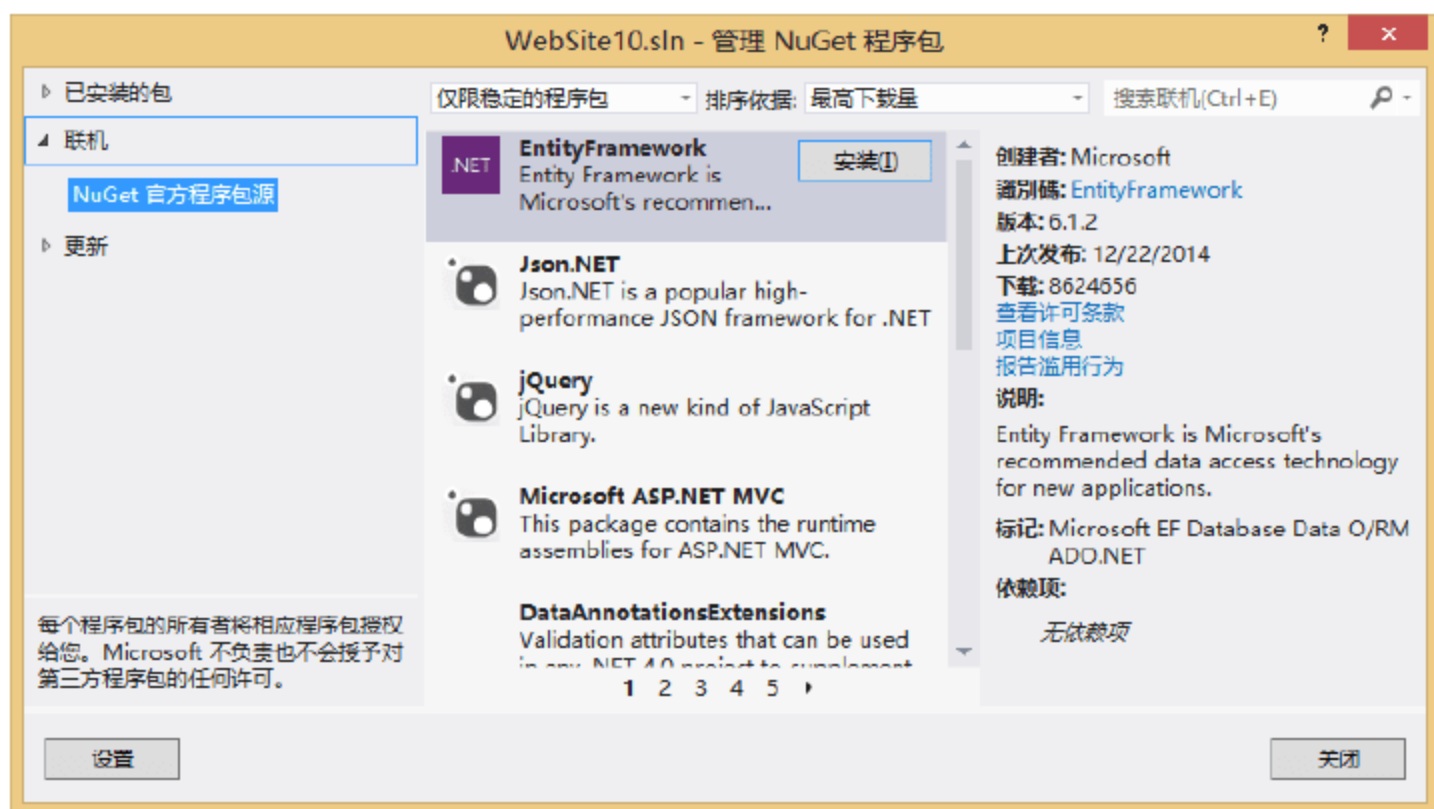 WebSite10.sln - 管理 NuGet 程序包
?
已安装的包
联机
NuGet 官方程序包源
更新
每个程序包的所有者将相应程序包授权
给您。Microsoft 不负责也不会授予对
第三方程序包的任何许可。
仅限稳定的程序包
排序依据: 最高下载量
搜索联机(Ctrl+E)
.NET
EntityFramework
Entity Framework is
Microsoft's recommen...
安装(I)
Json.NET
Json.NET is a popular high-
performance JSON framework for .NET
jQuery
jQuery is a new kind of JavaScript
Library.
Microsoft ASP.NET MVC
This package contains the runtime
assemblies for ASP.NET MVC.
DataAnnotationsExtensions
Validation attributes that can be used
in any .NET 4.0 project to supplement
1 2 3 4 5
创建者: Microsoft
識別碼: EntityFramework
版本: 6.1.2
上次发布: 12/22/2014
下载: 8624656
查看许可条款
项目信息
报告滥用行为
说明:
Entity Framework is Microsoft's
recommended data access technology
for new applications.
标记: Microsoft EF Database Data O/RM
ADO.NET
依赖项:
无依赖项
设置
关闭